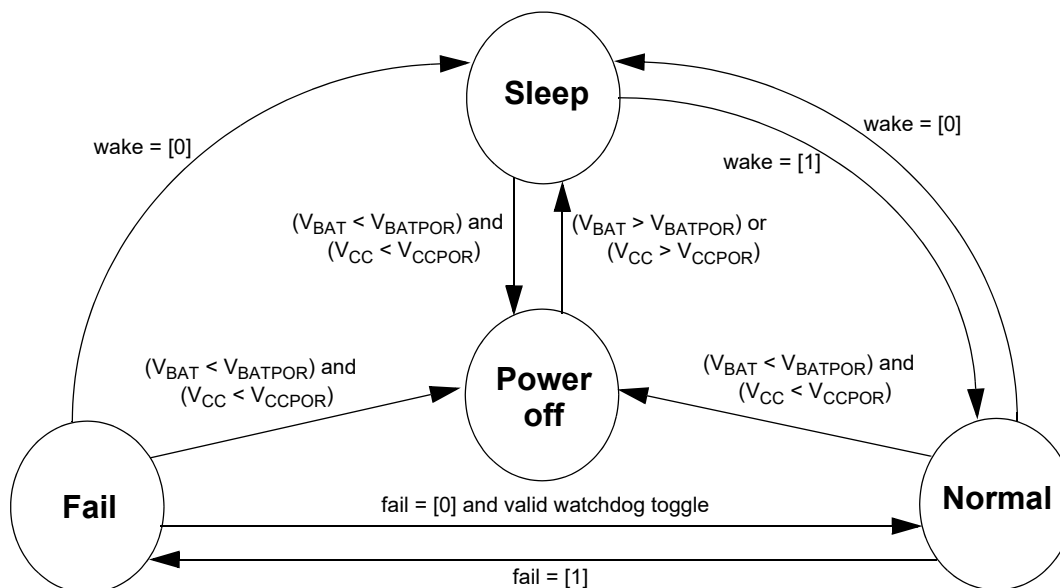 Sleep
wake = [0]
wake = [0]
wake = [1]
(VBAT < VBATPOR) and
(VCC < VCCPOR)
(VBAT > VBATPOR) or
(VCC > VCCPOR)
(VBAT < VBATPOR) and
(VCC < VCCPOR)
Power
off
(VBAT < VBATPOR) and
(VCC < VCCPOR)
Fail
fail = [0] and valid watchdog toggle
Normal
fail = [1]